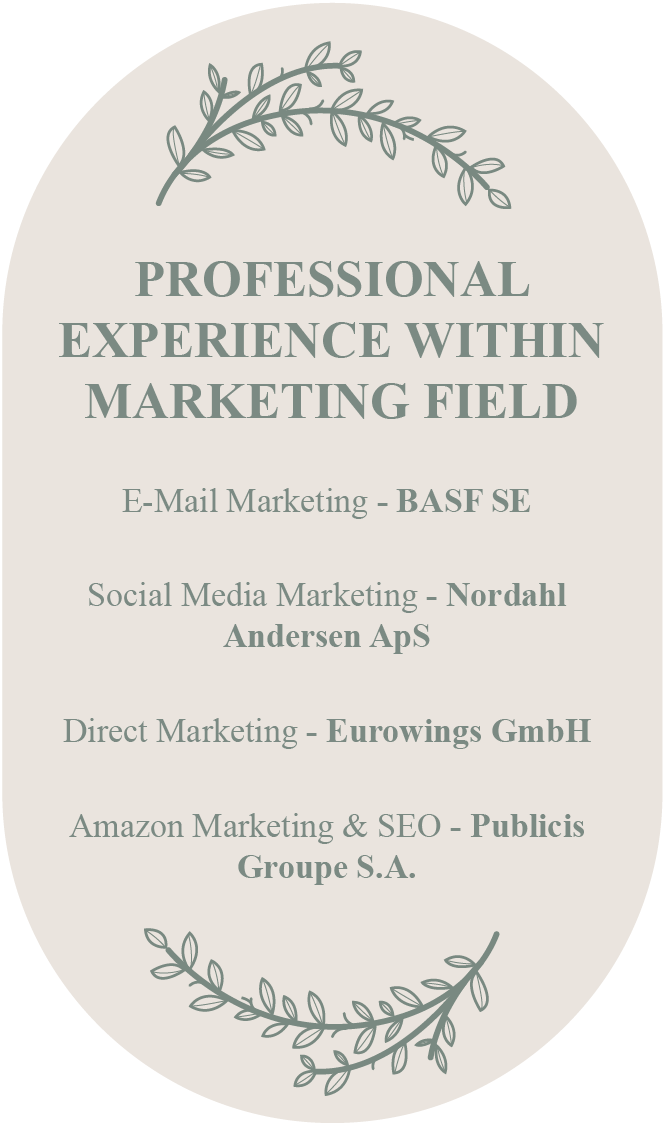 PROFESSIONAL
EXPERIENCE WITHIN
MARKETING FIELD
E-Mail Marketing - BASF SE
Social Media Marketing - Nordahl
Andersen ApS
Direct Marketing - Eurowings GmbH
Amazon Marketing & SEO - Publicis
Groupe S.A.